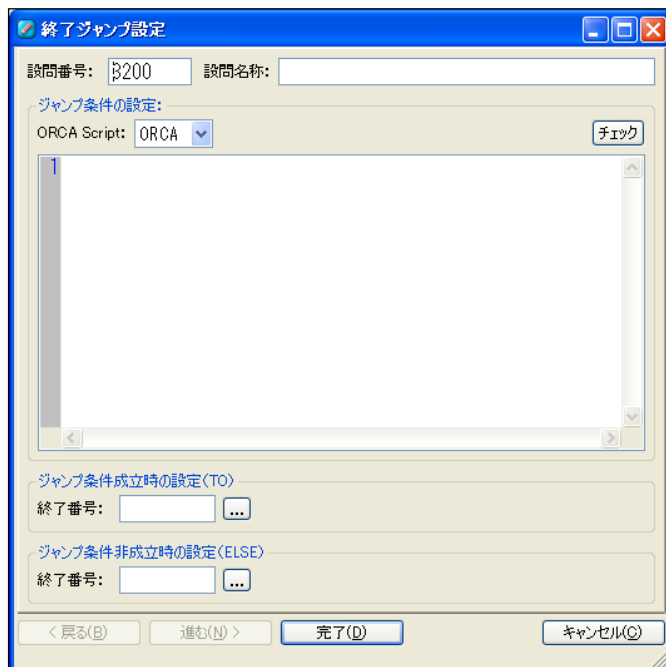 終了ジャンプ設定
設問番号: 3200 設問名称:
ジャンプ条件の設定:
ORCA Script: ORCA チェック
1
ジャンプ条件成立時の設定(TO)
終了番号: ...
ジャンプ条件非成立時の設定(ELSE)
終了番号: ...
< 戻る(B) 進む(N) > 完了(D) キャンセル(C)